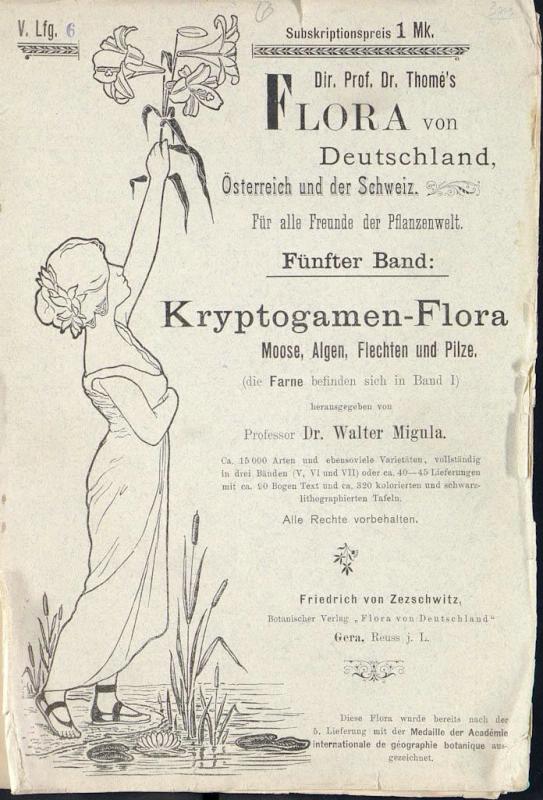 V. Lfg. 6
Subskriptionspreis 1 Mk.
Dir. Prof. Dr. Thomé's
FLORA von
Deutschland,
Österreich und der Schweiz.
Für alle Freunde der Pflanzenwelt.
Fünfter Band:
Kryptogamen-Flora
Moose, Algen, Flechten und Pilze.
(die Farne befinden sich in Band I)
herausgegeben von
Professor Dr. Walter Migula.
Ca. 15000 Arten und ebensoviele Varietäten, vollständig
in drei Bänden (V, VI und VII) oder ca. 40—45 Lieferungen
mit ca. 90 Bogen Text und ca. 320 kolorierten und schwarz-
lithographierten Tafeln.
Alle Rechte vorbehalten.
Friedrich von Zezschwitz,
Botanischer Verlag „Flora von Deutschland"
Gera, Reuss j. L.
Diese Flora wurde bereits nach der
5. Lieferung mit der Medaille der Académie
internationale de géographie botanique aus-
gezeichnet.